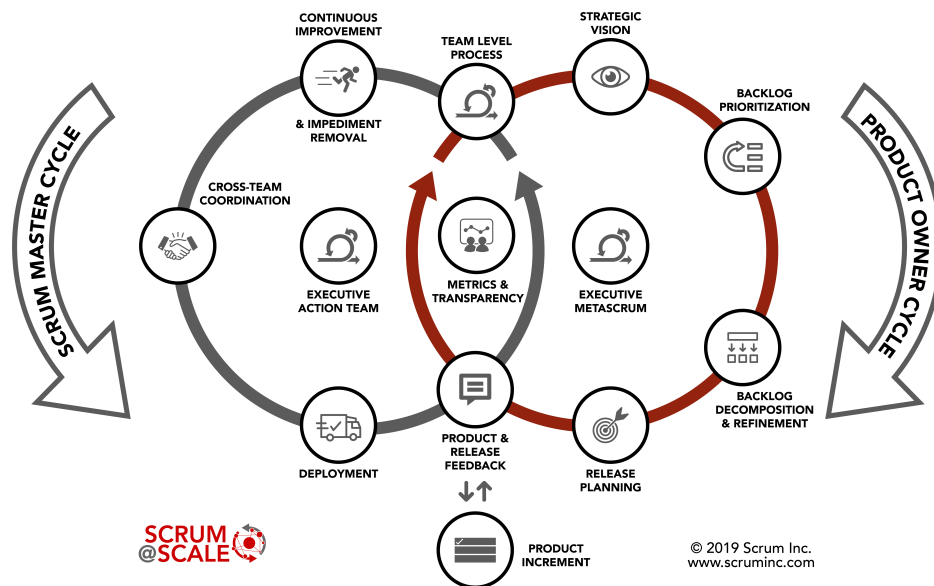 CONTINUOUS
IMPROVEMENT
& IMPEDIMENT
REMOVAL
TEAM LEVEL
PROCESS
STRATEGIC
VISION
BACKLOG
PRIORITIZATION
SCRUM MASTER CYCLE
PRODUCT OWNER CYCLE
CROSS-TEAM
COORDINATION
EXECUTIVE
ACTION TEAM
METRICS &
TRANSPARENCY
EXECUTIVE
METASCRUM
BACKLOG
DECOMPOSITION
& REFINEMENT
DEPLOYMENT
PRODUCT &
RELEASE
FEEDBACK
RELEASE
PLANNING
SCRUM
@SCALE
PRODUCT
INCREMENT
© 2019 Scrum Inc.
www.scruminc.com